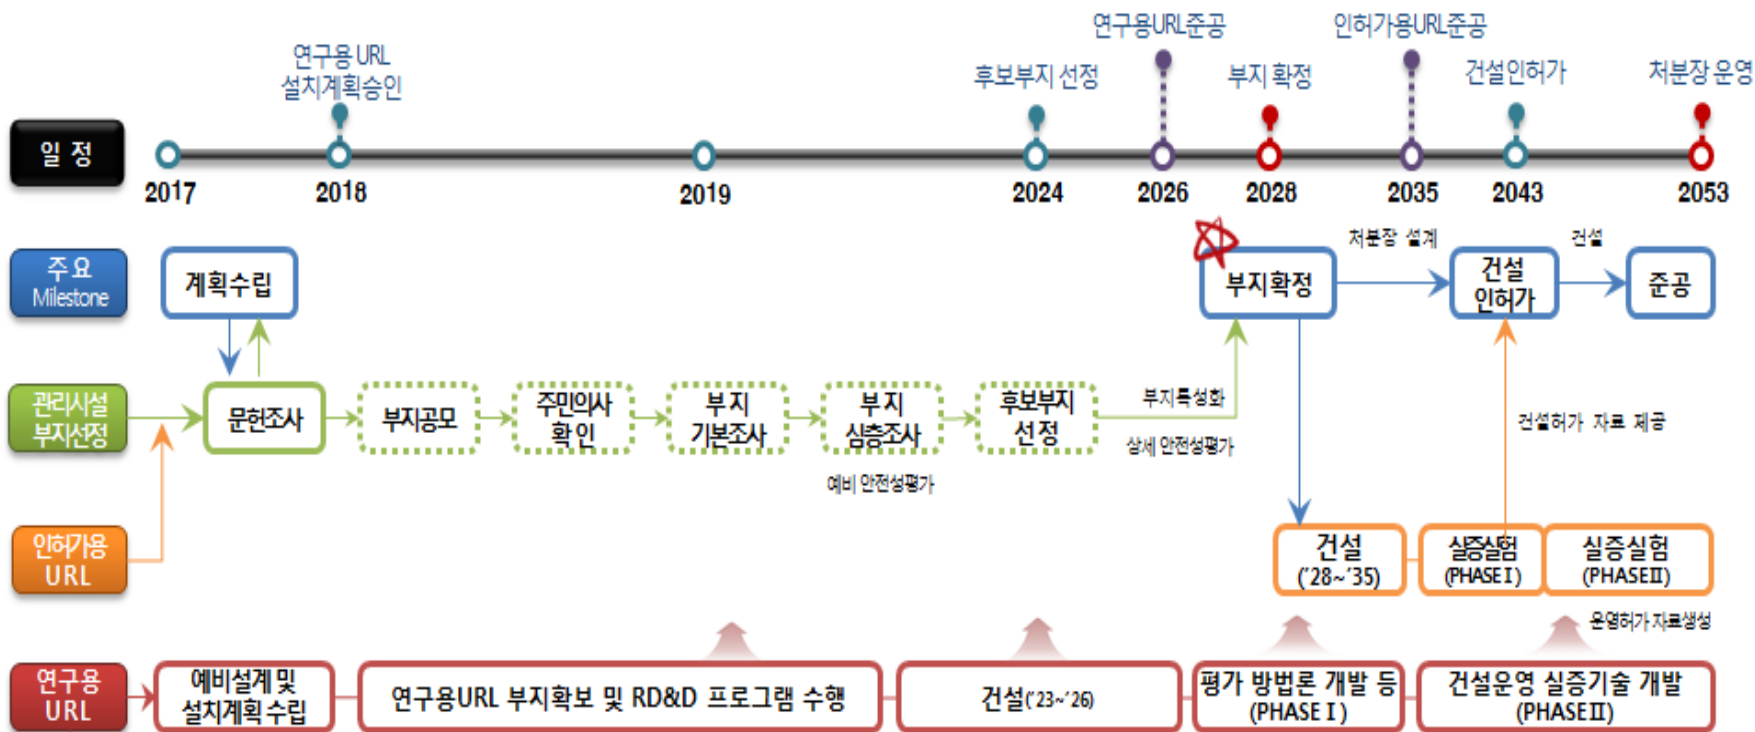 연구용URL준공
인허가용URL준공
연구용 URL
설치계획승인
후보부지 선정
부지 확정
건설인허가
처분장 운영
일 정
2017
2018
2019
2024
2026
2028
2035
2043
2053
주요
Milestone
계획수립
부지확정
처분장 설계
건설
인허가
건설
준공
관리시설
부지선정
문헌조사
부지공모
주민의사
확인
부지
기본조사
부지
심층조사
예비 안전성평가
후보부지
선정
부지특성화
상세 안전성평가
건설허가 자료 제공
인허가용
URL
건설
('28~'35)
실증실험
(PHASEⅠ)
실증실험
(PHASEⅡ)
운영허가 자료생성
연구용
URL
예비설계 및
설치계획 수립
연구용URL 부지확보 및 RD&D 프로그램 수행
건설('23~'26)
평가 방법론 개발 등
(PHASEⅠ)
건설운영 실증기술 개발
(PHASEⅡ)